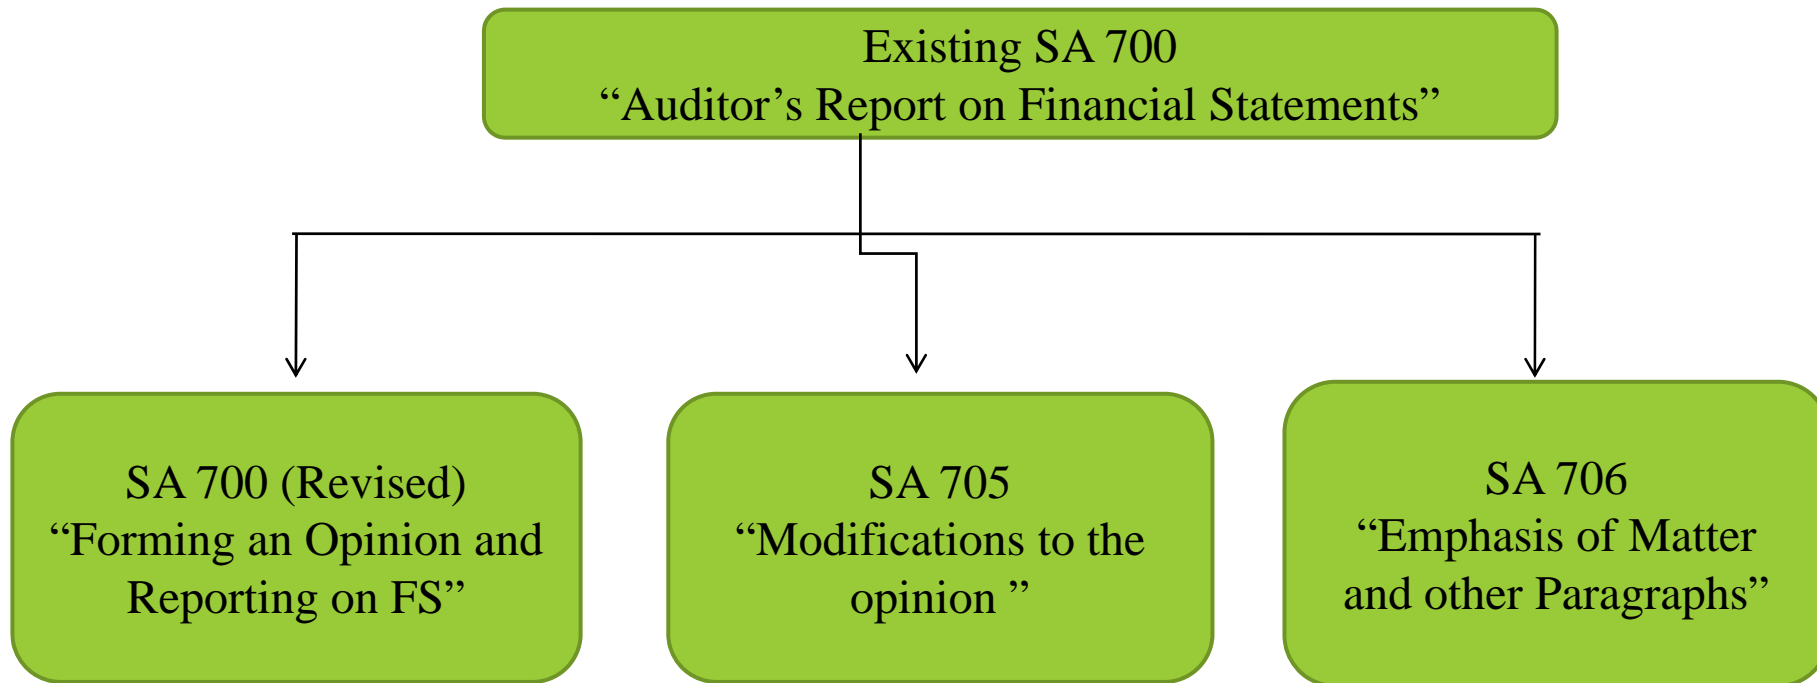 Existing SA 700
“Auditor’s Report on Financial Statements”
SA 700 (Revised)
“Forming an Opinion and
Reporting on FS”
SA 705
“Modifications to the
opinion ”
SA 706
“Emphasis of Matter
and other Paragraphs”